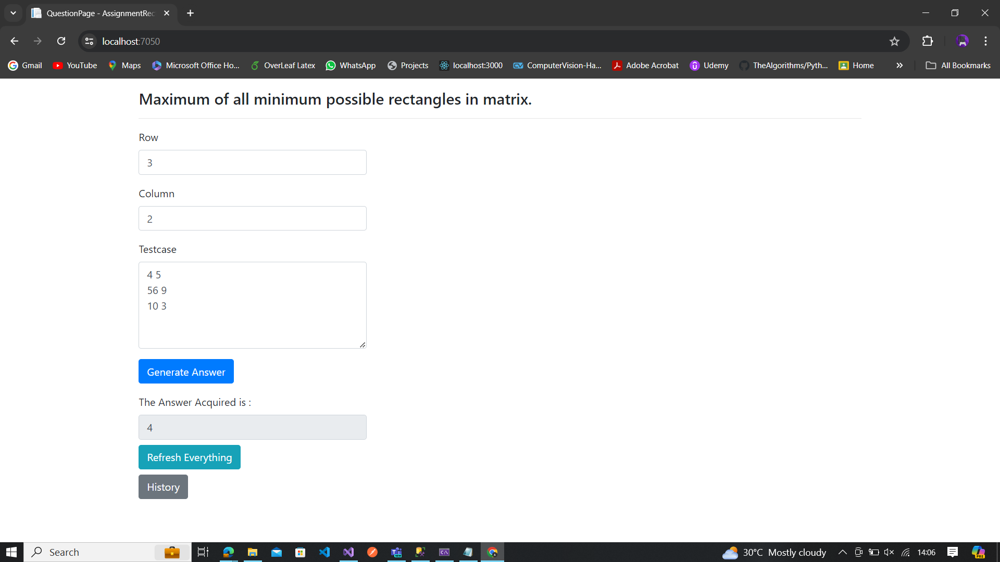 QuestionPage - AssignmentRec
localhost:7050
Gmail YouTube Maps Microsoft Office Ho... OverLeaf Latex WhatsApp Projects localhost:3000 ComputerVision-Ha... Adobe Acrobat Udemy TheAlgorithms/Pyth... Home All Bookmarks
Maximum of all minimum possible rectangles in matrix.
Row
3
Column
2
Testcase
4 5
56 9
10 3
Generate Answer
The Answer Acquired is :
4
Refresh Everything
History
Search 30°C Mostly cloudy 14:06